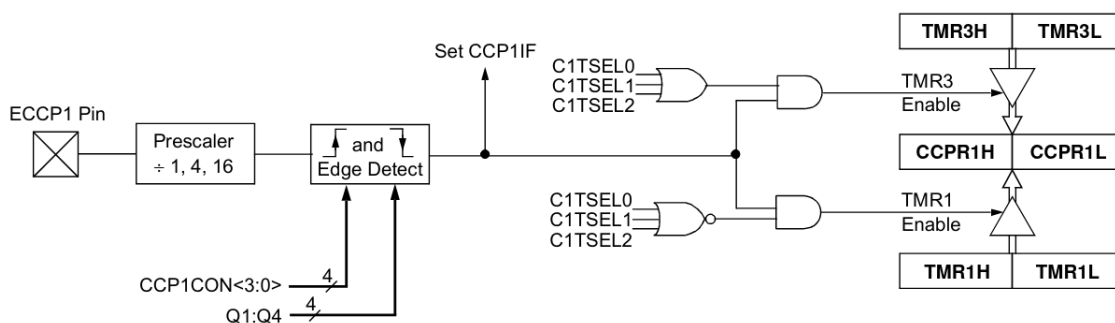 TMR3H TMR3L
Set CCP1IF
C1TSEL0
C1TSEL1
C1TSEL2
TMR3
Enable
ECCP1 Pin
Prescaler
÷ 1, 4, 16
and
Edge Detect
CCPR1H CCPR1L
C1TSEL0
C1TSEL1
C1TSEL2
TMR1
Enable
TMR1H TMR1L
CCP1CON<3:0> 4
Q1:Q4 4